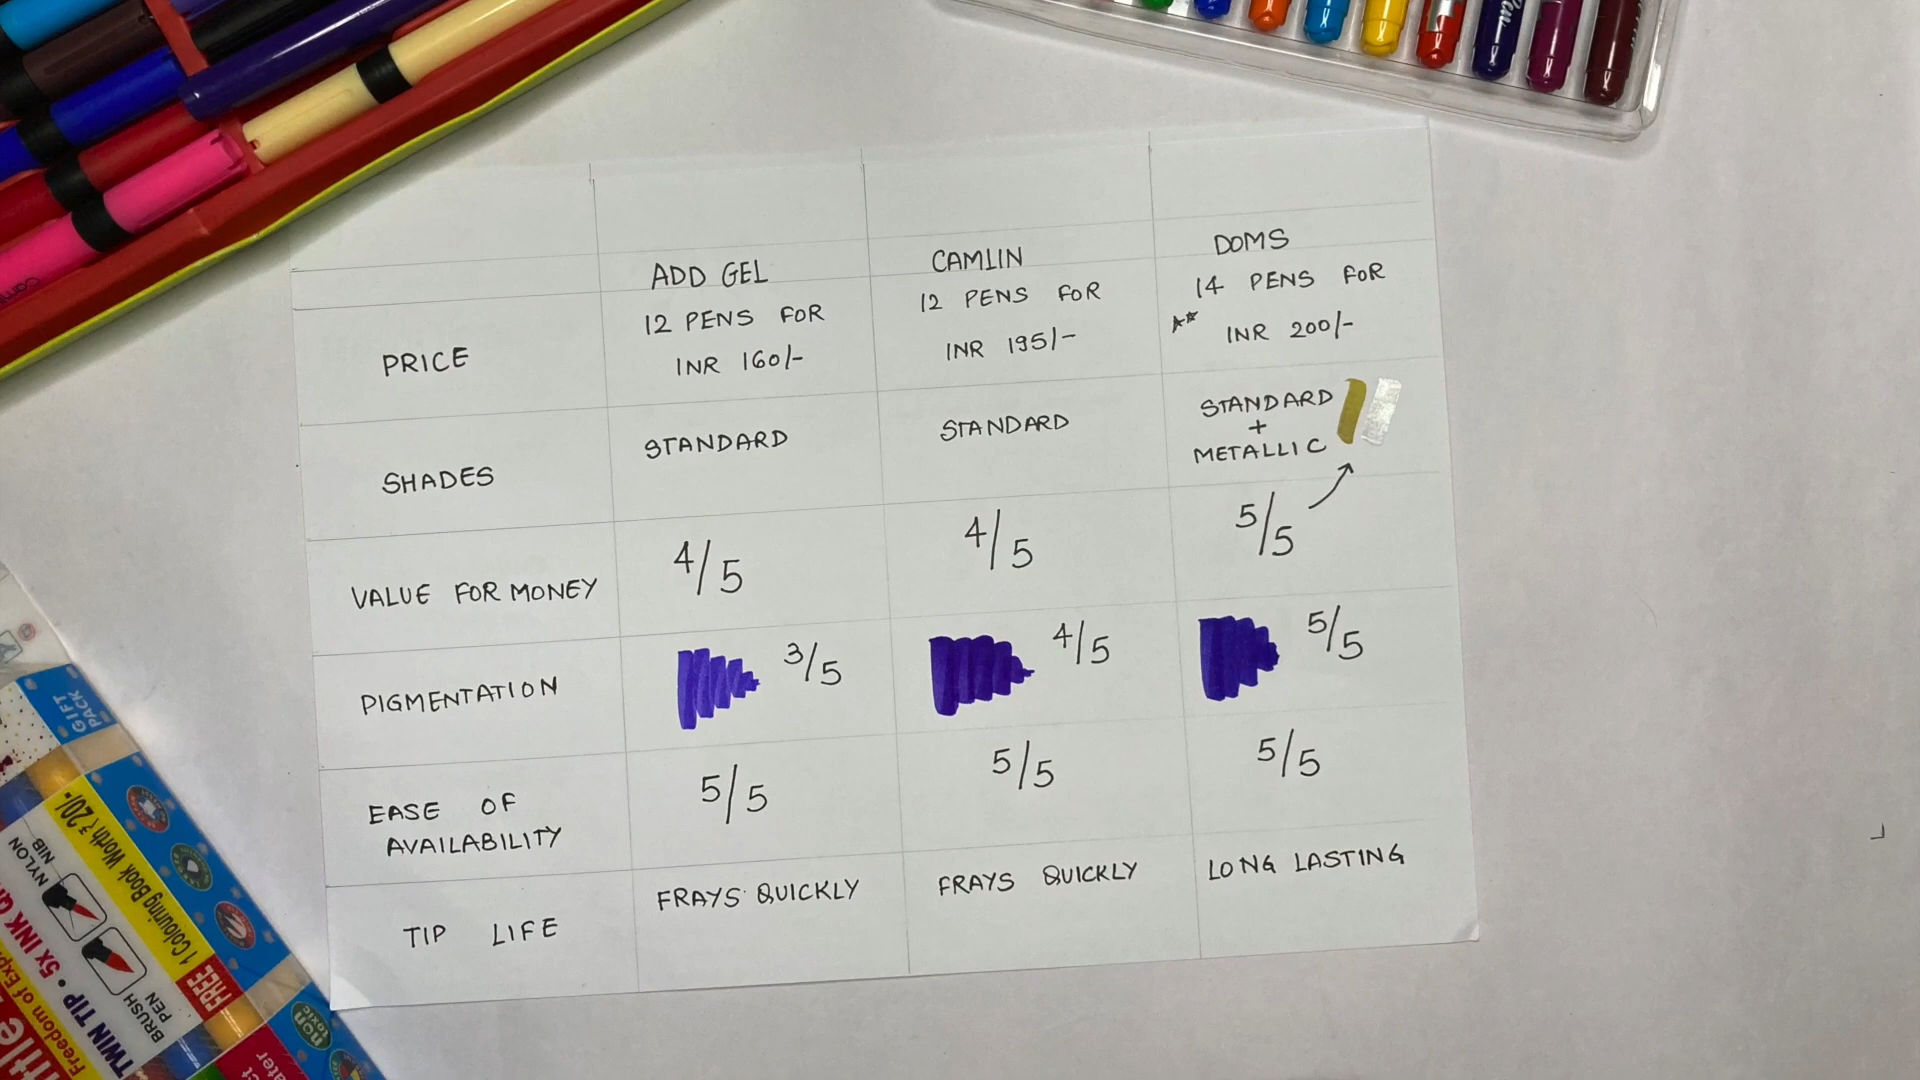 ADD GEL
CAMLIN
DOMS
PRICE
12 PENS FOR
INR 160/-
12 PENS FOR
INR 195/-
14 PENS FOR
** INR 200/-
SHADES
STANDARD
STANDARD
STANDARD
+
METALLIC
VALUE FOR MONEY
4/5
4/5
5/5
PIGMENTATION
3/5
4/5
5/5
EASE OF
AVAILABILITY
5/5
5/5
5/5
TIP LIFE
FRAYS QUICKLY
FRAYS QUICKLY
LONG LASTING
Pen
GIFT
PACK
1 Colouring Book Worth ₹ 20/-
FREE
NYLON
NIB
BRUSH
PEN
TWIN TIP • 5X INK
Freedom of
non
toxic